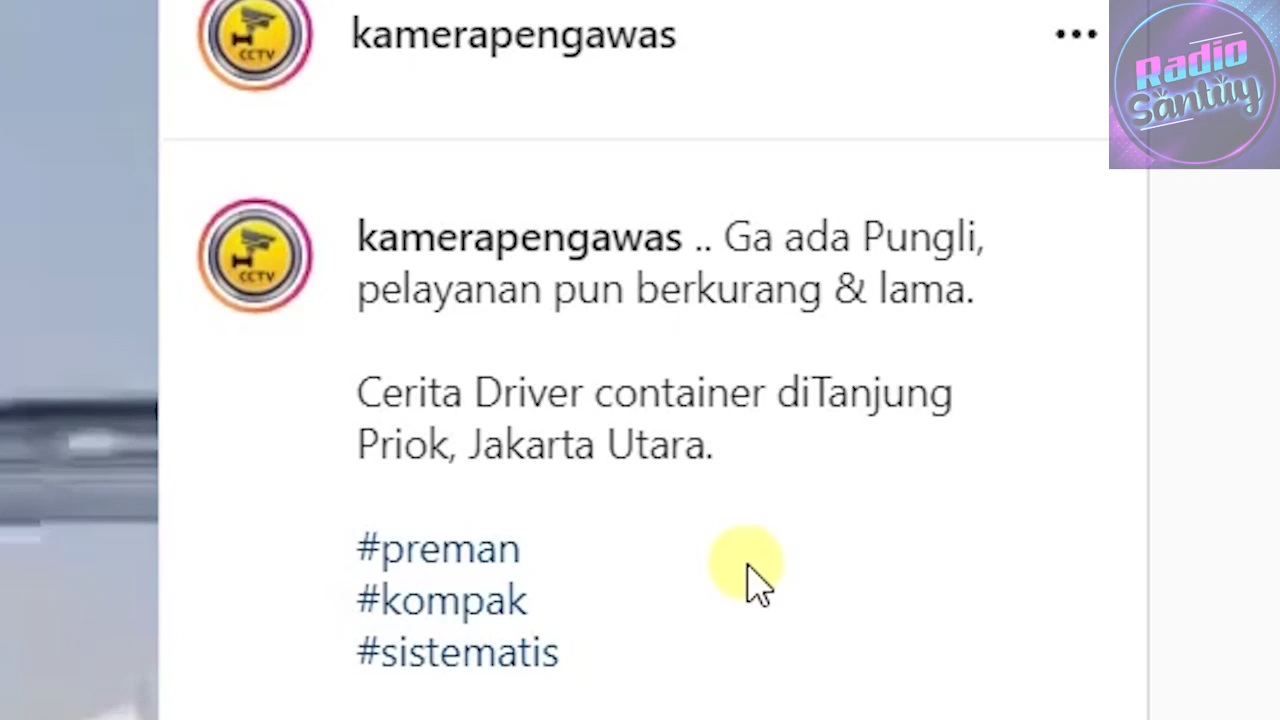 CCTV
kamerapengawas
Radio
Santuy
CCTV
kamerapengawas .. Ga ada Pungli,
pelayanan pun berkurang & lama.
Cerita Driver container diTanjung
Priok, Jakarta Utara.
#preman
#kompak
#sistematis